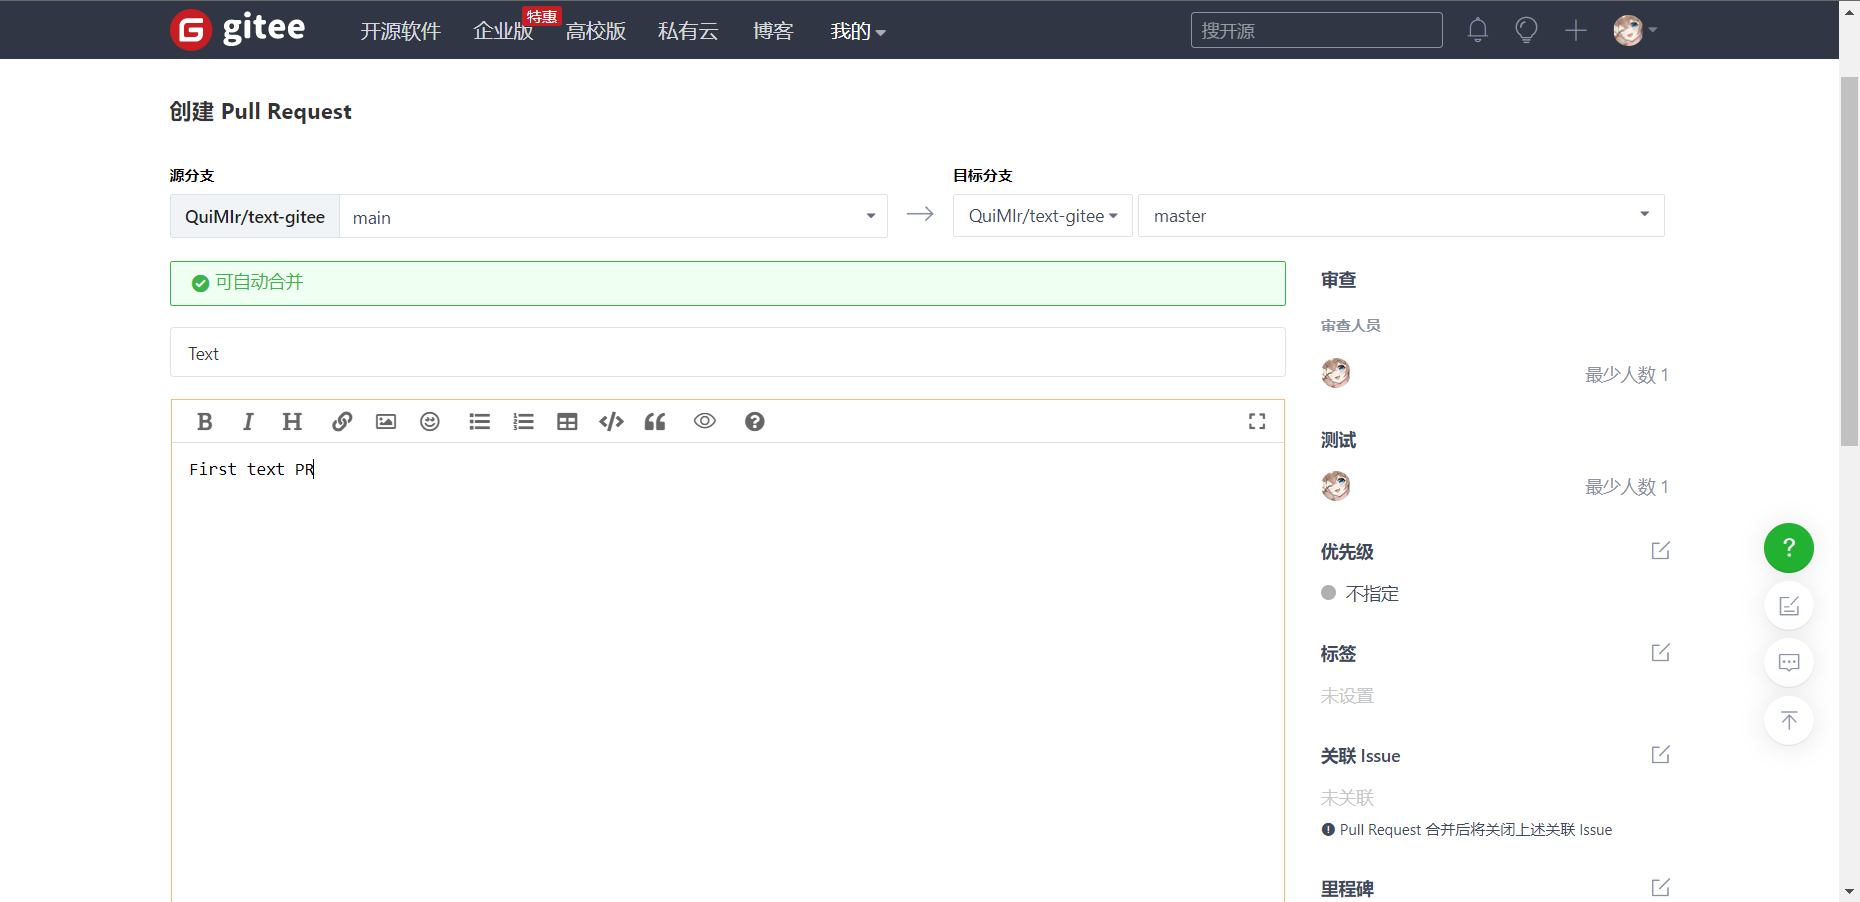 gitee 开源软件 企业版 特惠 高校版 私有云 博客 我的 搜开源
创建 Pull Request
源分支 目标分支
QuiMlr/text-gitee main QuiMlr/text-gitee master
可自动合并
Text
First text PR
审查
审查人员
最少人数 1
测试
最少人数 1
优先级
不指定
标签
未设置
关联 Issue
未关联
Pull Request 合并后将关闭上述关联 Issue
里程碑